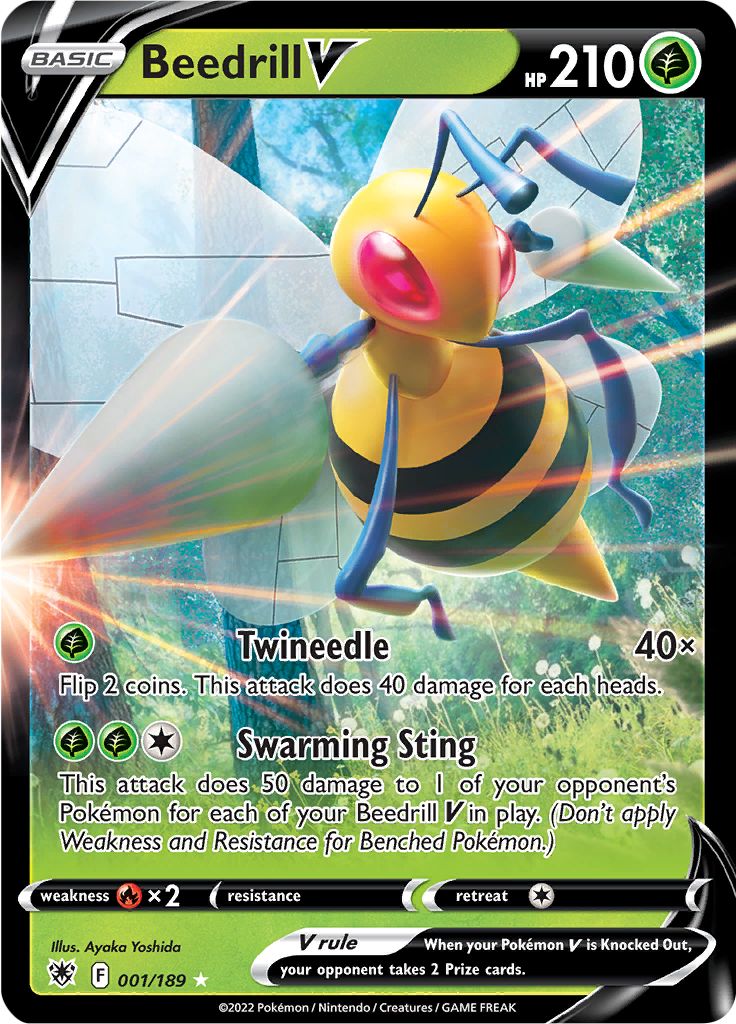 BASIC Beedrill V HP 210
Twineedle 40×
Flip 2 coins. This attack does 40 damage for each heads.
Swarming Sting
This attack does 50 damage to 1 of your opponent's
Pokémon for each of your Beedrill V in play. (Don't apply
Weakness and Resistance for Benched Pokémon.)
weakness ×2 resistance retreat
Illus. Ayaka Yoshida
V rule When your Pokémon V is Knocked Out,
your opponent takes 2 Prize cards.
F 001/189
©2022 Pokémon / Nintendo / Creatures / GAME FREAK